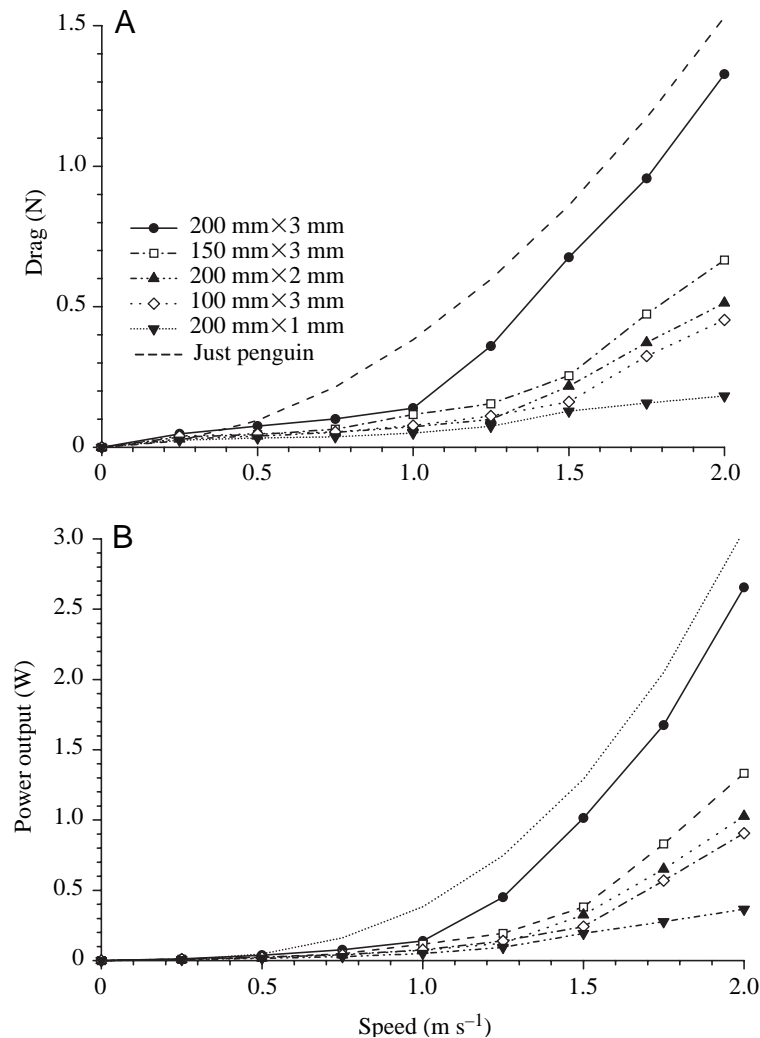 A
1.5
1.0
0.5
0
Drag (N)
200 mm×3 mm
150 mm×3 mm
200 mm×2 mm
100 mm×3 mm
200 mm×1 mm
Just penguin
0 0.5 1.0 1.5 2.0
B
3.0
2.5
2.0
1.5
1.0
0.5
0
Power output (W)
0 0.5 1.0 1.5 2.0
Speed (m s⁻¹)